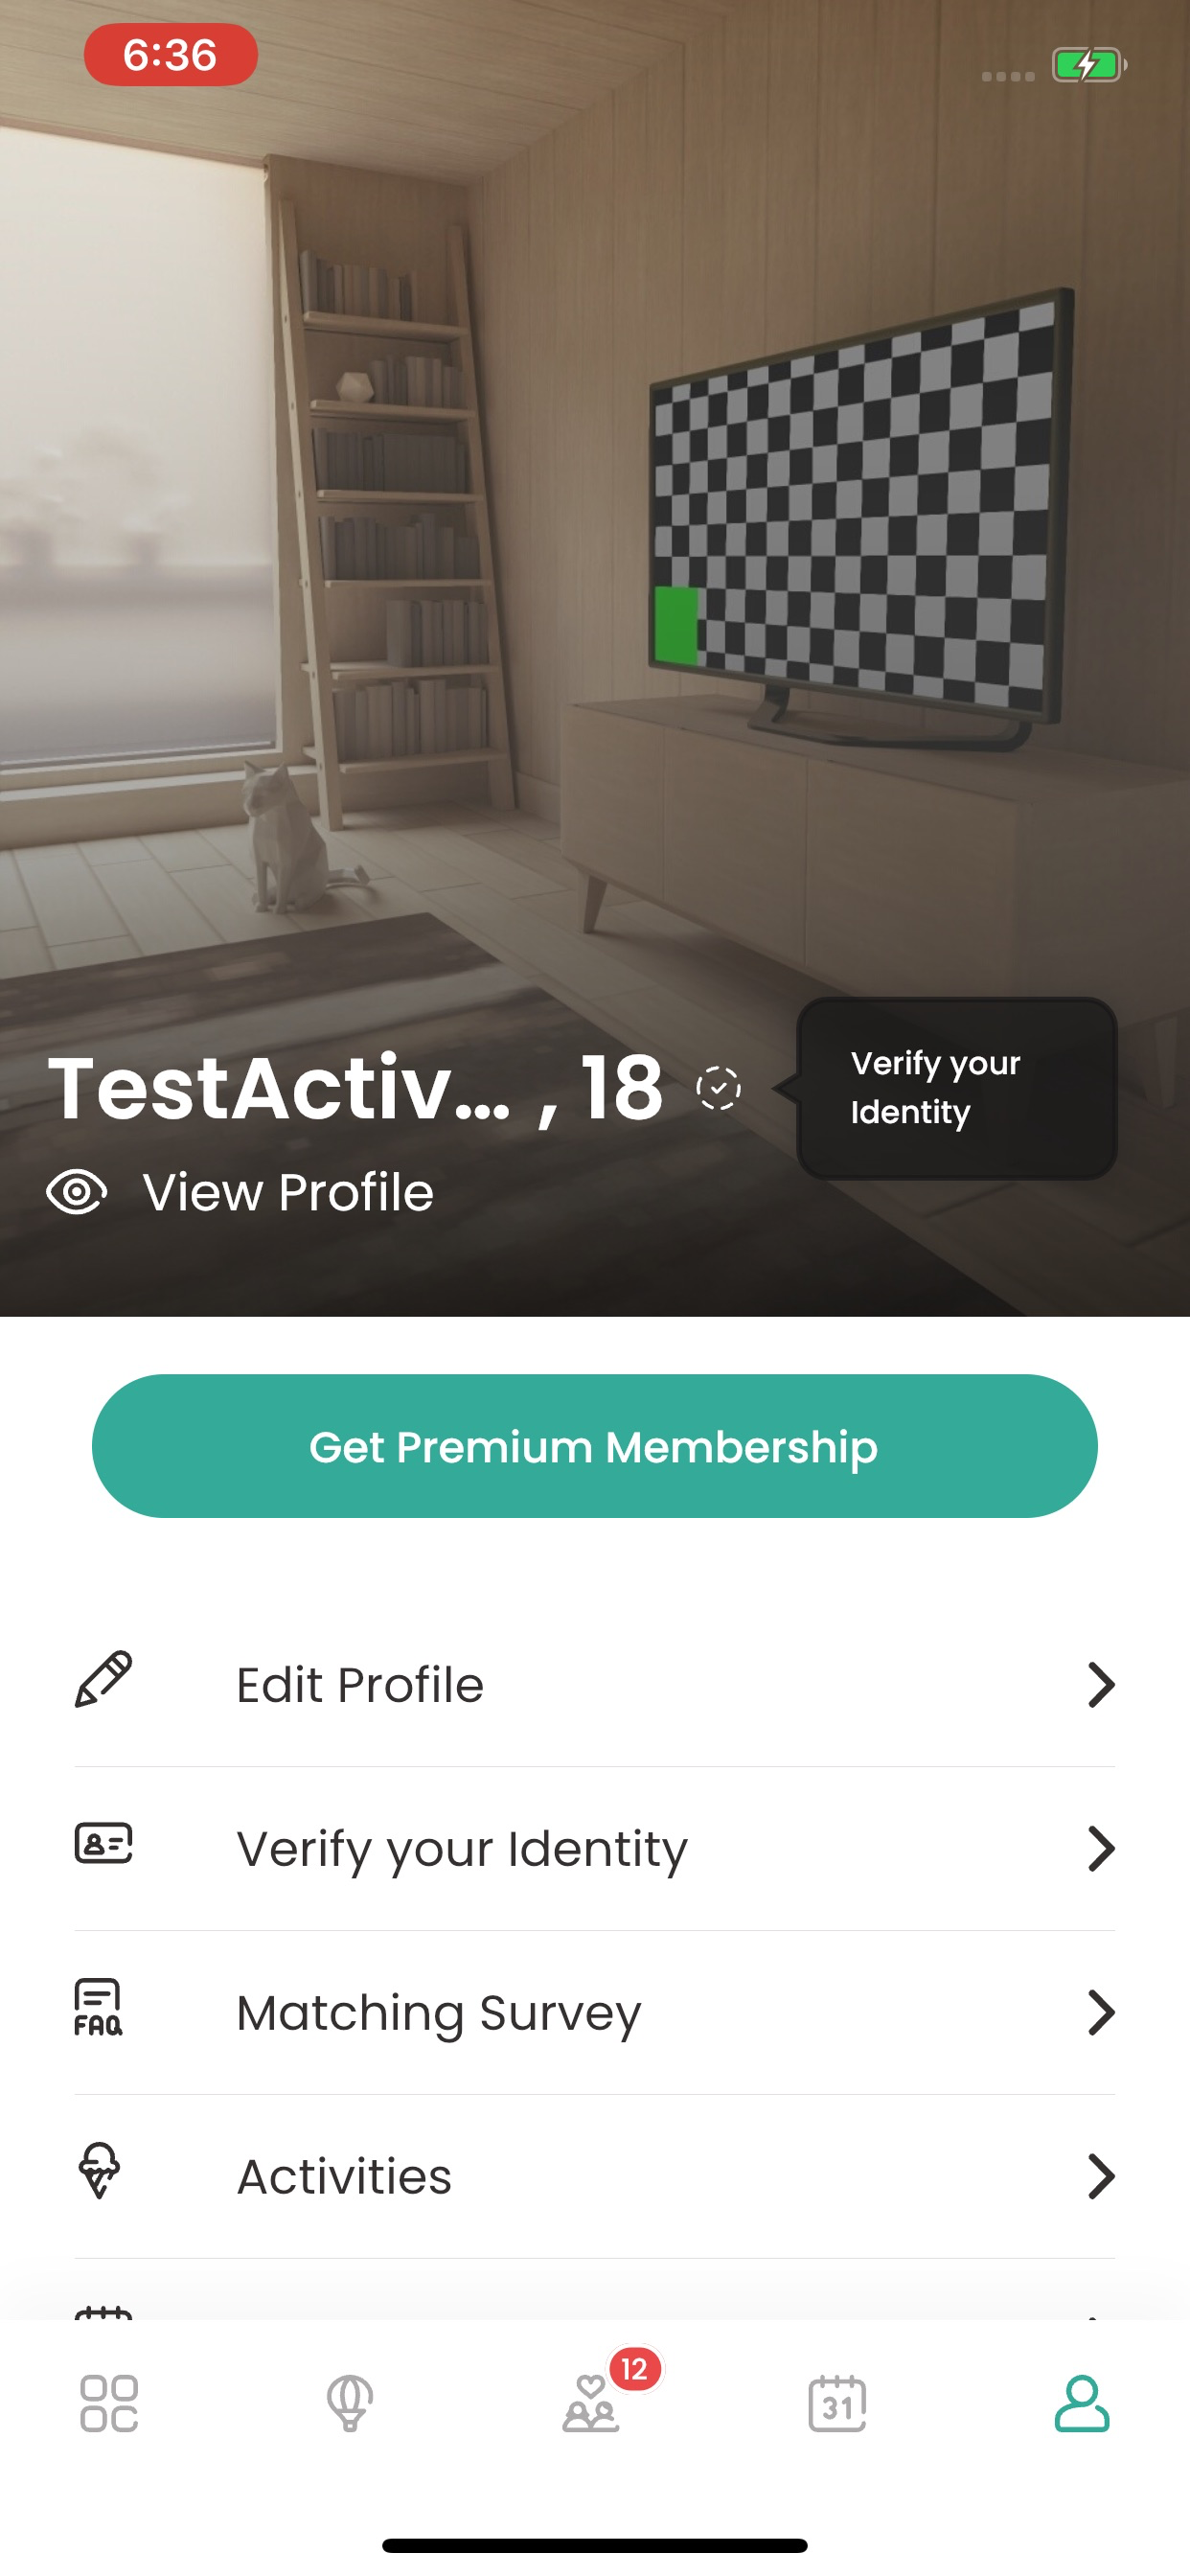 6:36
TestActiv... , 18
Verify your
Identity
View Profile
Get Premium Membership
Edit Profile
Verify your Identity
FAQ
Matching Survey
Activities
12
31